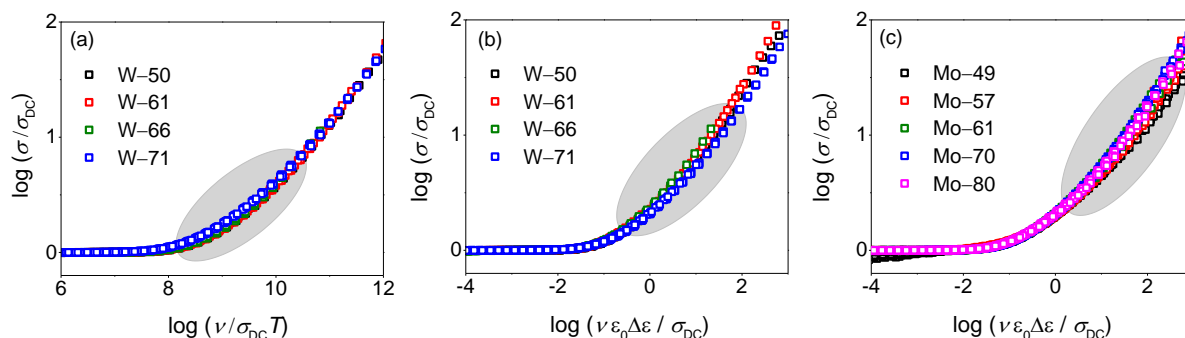 (a)
W–50
W–61
W–66
W–71
log (σ/σDC)
2
1
0
6 8 10 12
log (ν/σDCT)
(b)
W–50
W–61
W–66
W–71
log (σ/σDC)
2
1
0
-4 -2 0 2
log (ν ε0Δε / σDC)
(c)
Mo–49
Mo–57
Mo–61
Mo–70
Mo–80
log (σ/σDC)
2
1
0
-4 -2 0 2
log (ν ε0Δε / σDC)